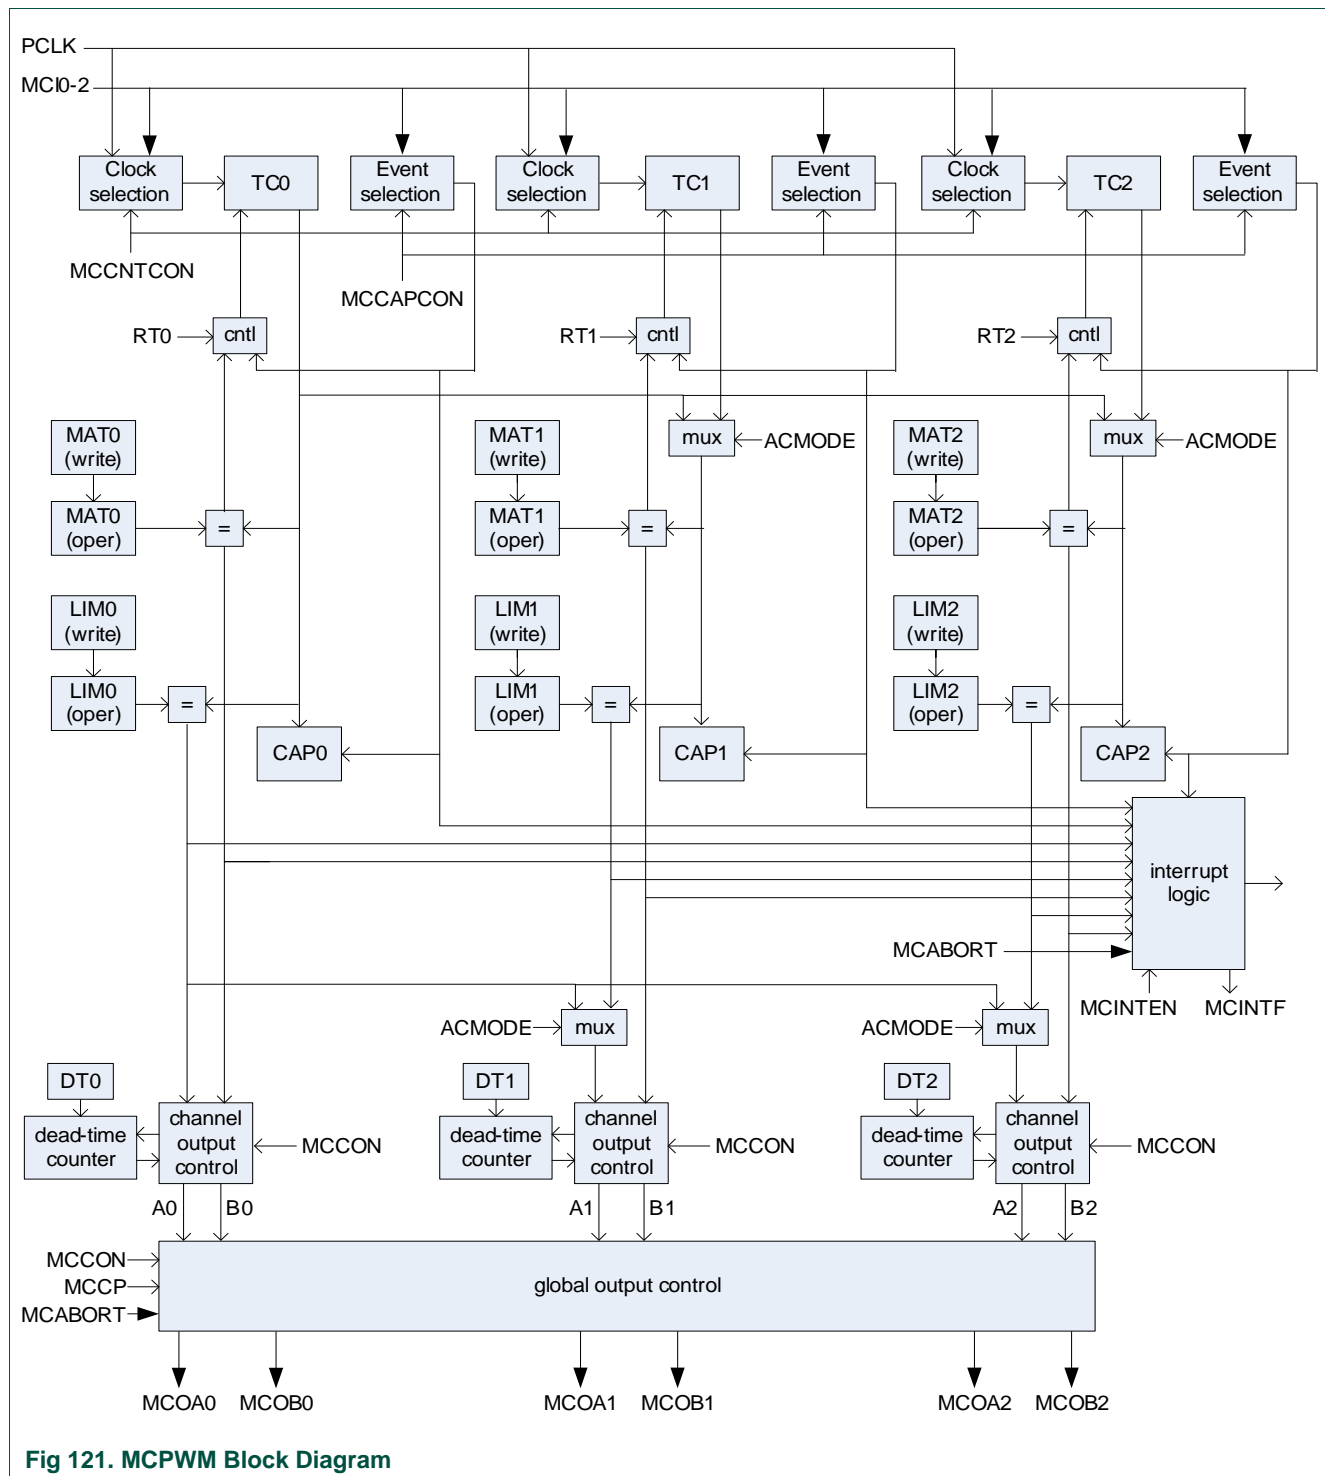 PCLK
MCI0-2
Clock
selection
TC0
Event
selection
Clock
selection
TC1
Event
selection
Clock
selection
TC2
Event
selection
MCCNTCON
MCCAPCON
RT0
cntl
RT1
cntl
RT2
cntl
MAT0
(write)
MAT1
(write)
mux
ACMODE
MAT2
(write)
mux
ACMODE
MAT0
(oper)
=
MAT1
(oper)
=
MAT2
(oper)
=
LIM0
(write)
LIM1
(write)
LIM2
(write)
LIM0
(oper)
=
LIM1
(oper)
=
LIM2
(oper)
=
CAP0
CAP1
CAP2
interrupt
logic
MCABORT
MCINTEN
MCINTF
ACMODE
mux
ACMODE
mux
DT0
DT1
DT2
dead-time
counter
channel
output
control
MCCON
dead-time
counter
channel
output
control
MCCON
dead-time
counter
channel
output
control
MCCON
A0
B0
A1
B1
A2
B2
MCCON
MCCP
MCABORT
global output control
MCOA0
MCOB0
MCOA1
MCOB1
MCOA2
MCOB2
Fig 121. MCPWM Block Diagram